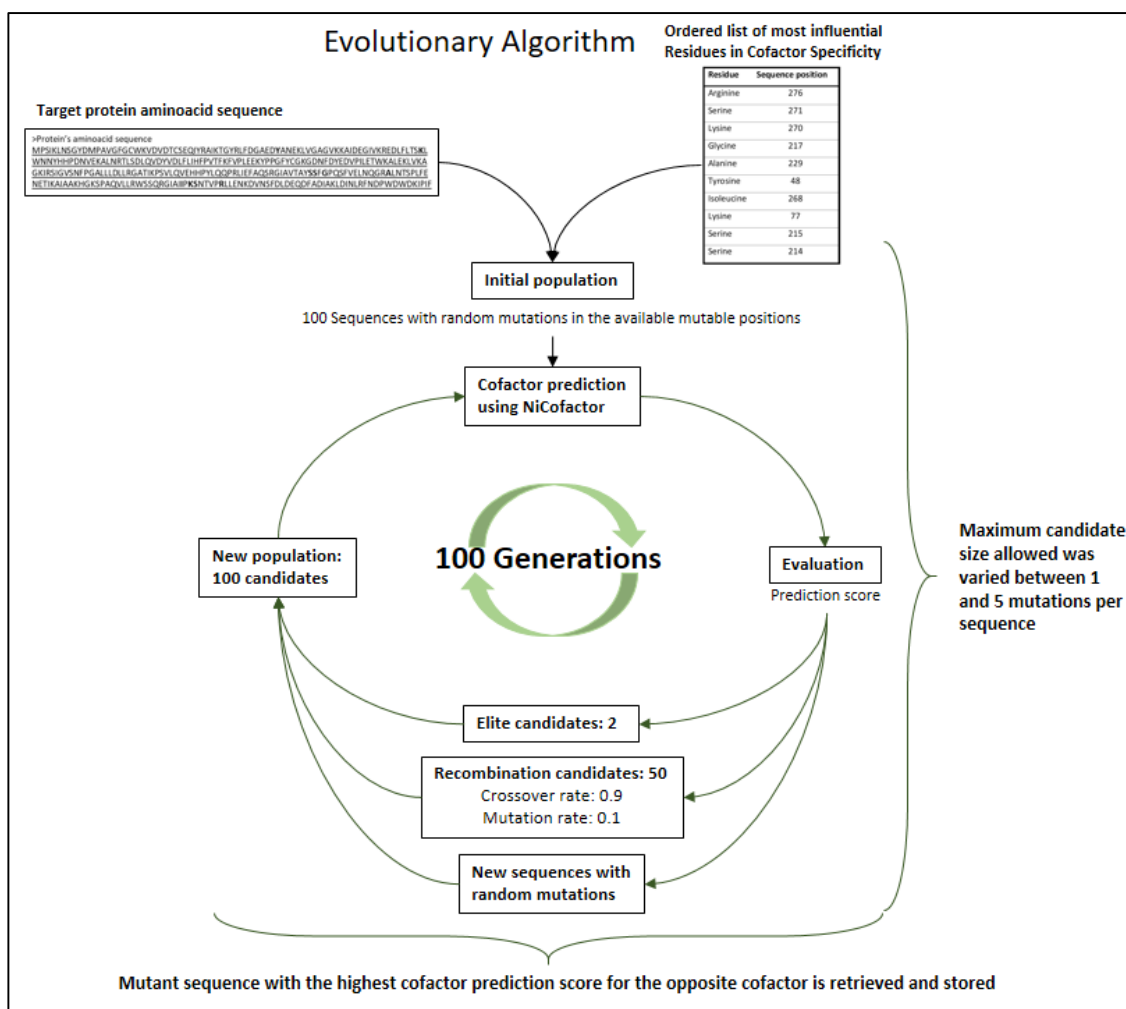 Evolutionary Algorithm
Ordered list of most influential
Residues in Cofactor Specificity
Residue Sequence position
Arginine 276
Serine 271
Lysine 270
Glycine 217
Alanine 229
Tyrosine 48
Isoleucine 268
Lysine 77
Serine 215
Serine 214
Target protein aminoacid sequence
>Protein's aminoacid sequence
MPSIKLNSGYDMPAVGFGCWKVDVDTCSEQIYRAIKTGYRLFDGAEDYANEKLVGAGVKKAIDEGIVKREDLFLTSKL
WNNYHHPDNVEKALNRTLSDLQVDYVDLFLIHFPVTFKFVPLEEKYPPGFYCGKGDNFDYEDVPILETWKALEKLVKA
GKIRSIGVSNFPGALLLDLLRGATIKPSVLQVEHHPYLQQPRLIEFAQSRGIAVTAYSSFGPQSFVELNQGRALNTSPLFE
NETIKAIAAKHGKSPAQVLLRWSSQRGIAIIPKSNTVPRLLENKDVNSFDLDEQDFADIAKLDINLRFNDPWDWDKIPIF
Initial population
100 Sequences with random mutations in the available mutable positions
Cofactor prediction
using NiCofactor
New population:
100 candidates
100 Generations
Evaluation
Prediction score
Maximum candidate
size allowed was
varied between 1
and 5 mutations per
sequence
Elite candidates: 2
Recombination candidates: 50
Crossover rate: 0.9
Mutation rate: 0.1
New sequences with
random mutations
Mutant sequence with the highest cofactor prediction score for the opposite cofactor is retrieved and stored